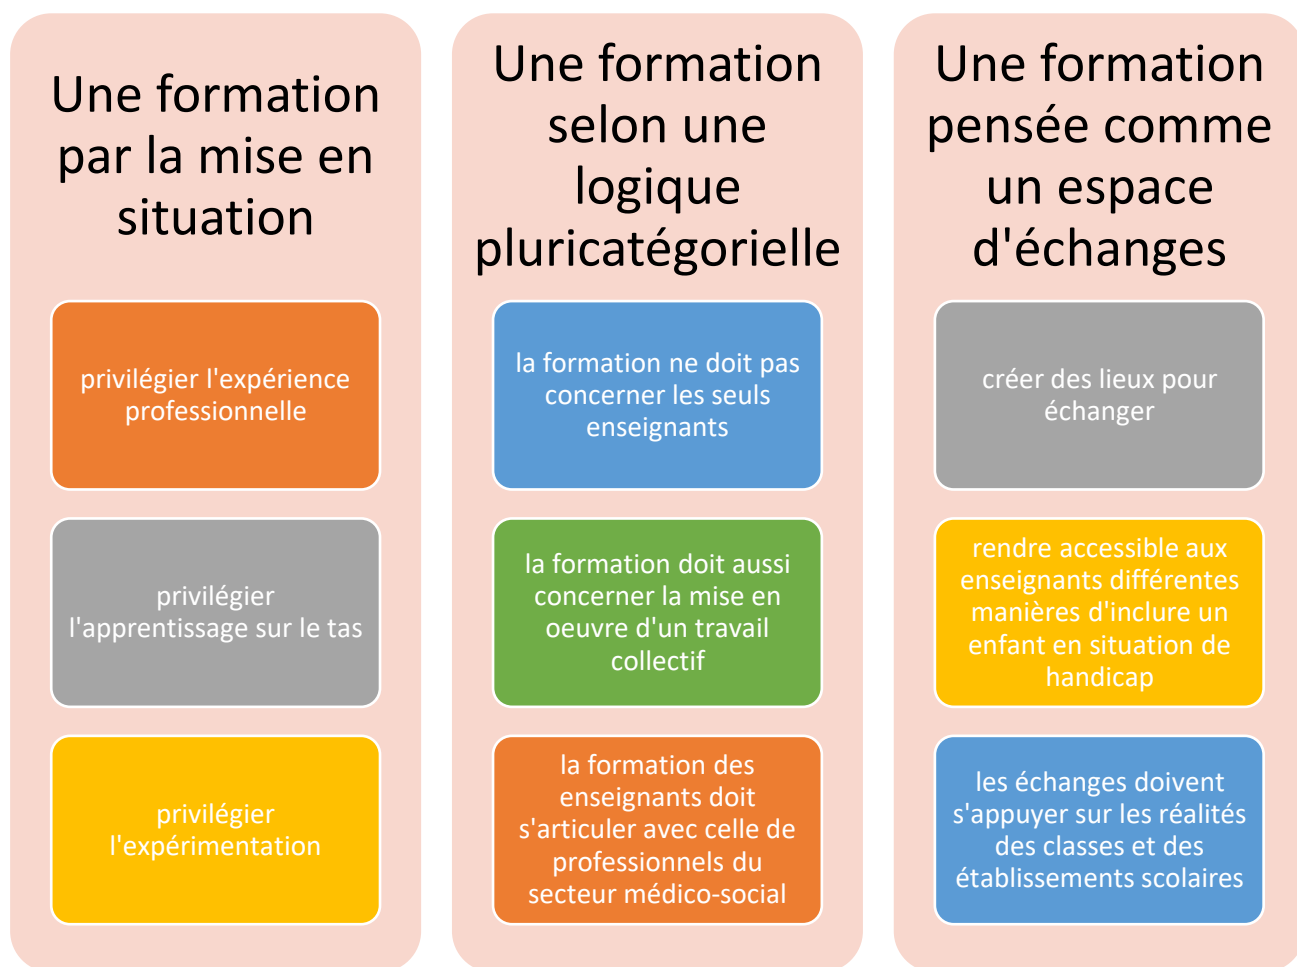 Une formation
par la mise en
situation
privilégier l'expérience
professionnelle
privilégier
l'apprentissage sur le tas
privilégier
l'expérimentation
Une formation
selon une
logique
pluricatégorielle
la formation ne doit pas
concerner les seuls
enseignants
la formation doit aussi
concerner la mise en
oeuvre d'un travail
collectif
la formation des
enseignants doit
s'articuler avec celle de
professionnels du
secteur médico-social
Une formation
pensée comme
un espace
d'échanges
créer des lieux pour
échanger
rendre accessible aux
enseignants différentes
manières d'inclure un
enfant en situation de
handicap
les échanges doivent
s'appuyer sur les réalités
des classes et des
établissements scolaires